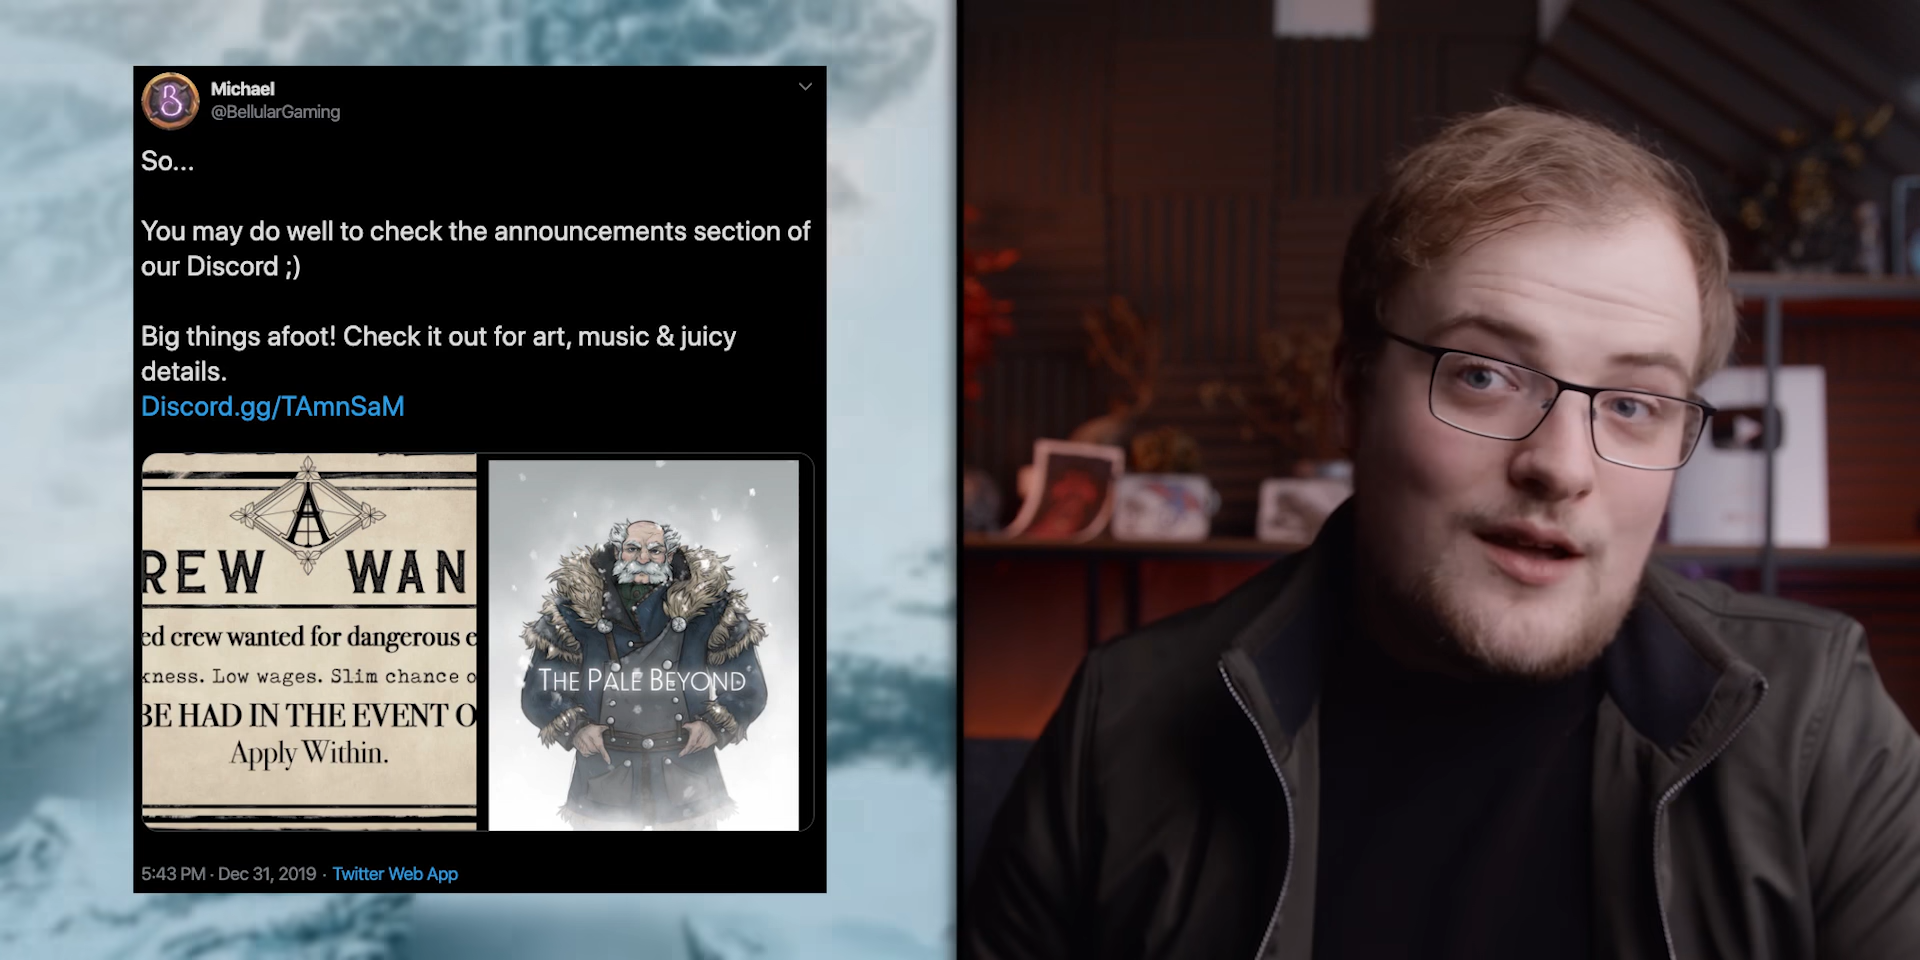 Michael
@BellularGaming
So...
You may do well to check the announcements section of
our Discord ;)
Big things afoot! Check it out for art, music & juicy
details.
Discord.gg/TAmnSaM
A
REW WAN
ed crew wanted for dangerous e
kness. Low wages. Slim chance o
BE HAD IN THE EVENT O
Apply Within.
THE PALE BEYOND
5:43 PM · Dec 31, 2019 · Twitter Web App